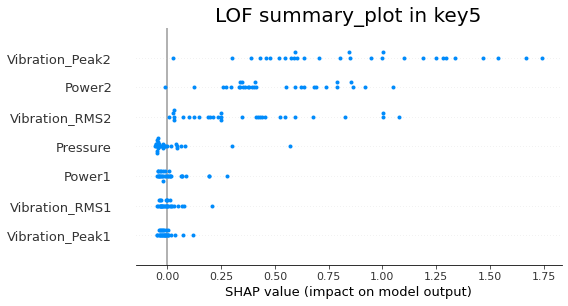 LOF summary_plot in key5
Vibration_Peak2
Power2
Vibration_RMS2
Pressure
Power1
Vibration_RMS1
Vibration_Peak1
0.00 0.25 0.50 0.75 1.00 1.25 1.50 1.75
SHAP value (impact on model output)